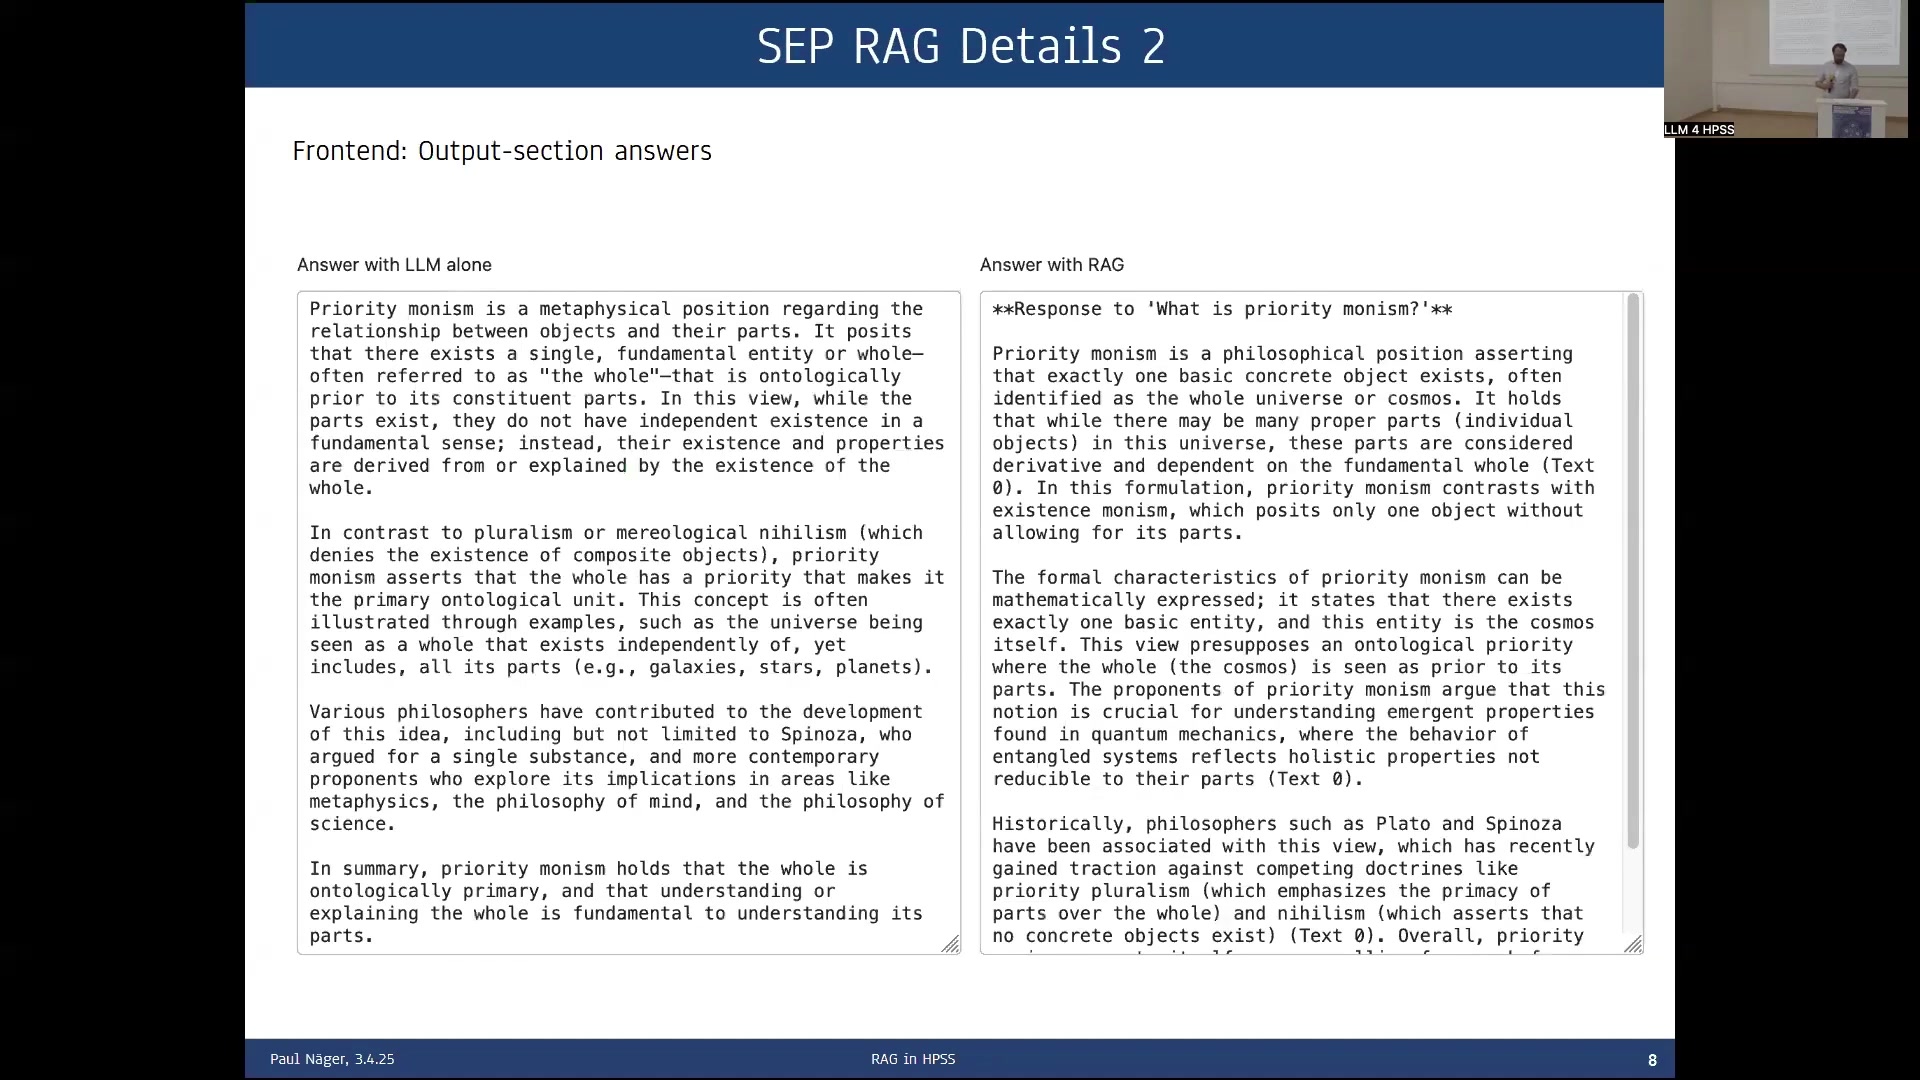 SEP RAG Details 2
LLM 4 HPSS
Frontend: Output-section answers
Answer with LLM alone
Priority monism is a metaphysical position regarding the
relationship between objects and their parts. It posits
that there exists a single, fundamental entity or whole—
often referred to as "the whole"—that is ontologically
prior to its constituent parts. In this view, while the
parts exist, they do not have independent existence in a
fundamental sense; instead, their existence and properties
are derived from or explained by the existence of the
whole.
In contrast to pluralism or mereological nihilism (which
denies the existence of composite objects), priority
monism asserts that the whole has a priority that makes it
the primary ontological unit. This concept is often
illustrated through examples, such as the universe being
seen as a whole that exists independently of, yet
includes, all its parts (e.g., galaxies, stars, planets).
Various philosophers have contributed to the development
of this idea, including but not limited to Spinoza, who
argued for a single substance, and more contemporary
proponents who explore its implications in areas like
metaphysics, the philosophy of mind, and the philosophy of
science.
In summary, priority monism holds that the whole is
ontologically primary, and that understanding or
explaining the whole is fundamental to understanding its
parts.
Answer with RAG
**Response to 'What is priority monism?'**
Priority monism is a philosophical position asserting
that exactly one basic concrete object exists, often
identified as the whole universe or cosmos. It holds
that while there may be many proper parts (individual
objects) in this universe, these parts are considered
derivative and dependent on the fundamental whole (Text
0). In this formulation, priority monism contrasts with
existence monism, which posits only one object without
allowing for its parts.
The formal characteristics of priority monism can be
mathematically expressed; it states that there exists
exactly one basic entity, and this entity is the cosmos
itself. This view presupposes an ontological priority
where the whole (the cosmos) is seen as prior to its
parts. The proponents of priority monism argue that this
notion is crucial for understanding emergent properties
found in quantum mechanics, where the behavior of
entangled systems reflects holistic properties not
reducible to their parts (Text 0).
Historically, philosophers such as Plato and Spinoza
have been associated with this view, which has recently
gained traction against competing doctrines like
priority pluralism (which emphasizes the primacy of
parts over the whole) and nihilism (which asserts that
no concrete objects exist) (Text 0). Overall, priority
Paul Näger, 3.4.25
RAG in HPSS
8